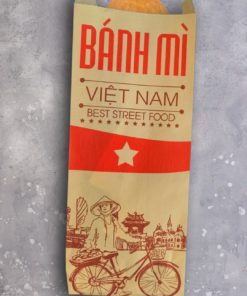 BÁNH MÌ
VIỆT NAM
BEST STREET FOOD